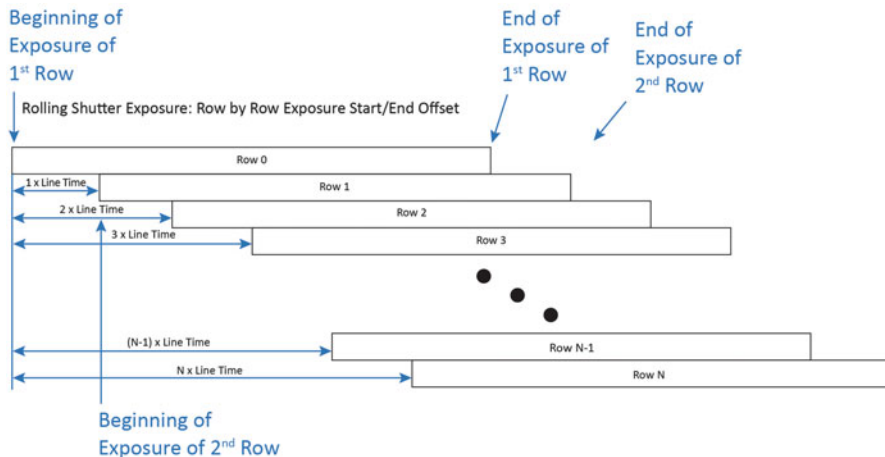 Beginning of
Exposure of
1st Row
End of
Exposure of
1st Row
End of
Exposure of
2nd Row
Rolling Shutter Exposure: Row by Row Exposure Start/End Offset
Row 0
1 x Line Time
Row 1
2 x Line Time
Row 2
3 x Line Time
Row 3
(N-1) x Line Time
Row N-1
N x Line Time
Row N
Beginning of
Exposure of 2nd Row